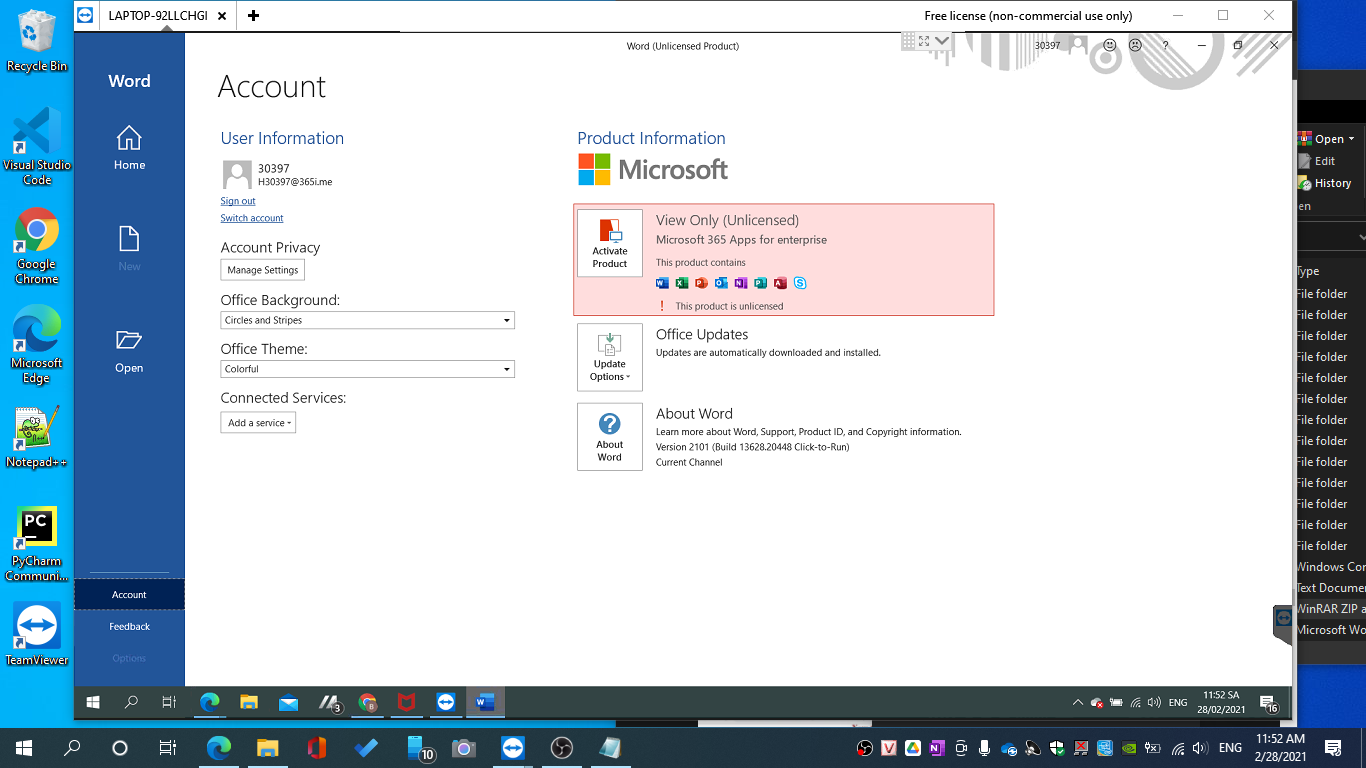 Recycle Bin
Visual Studio
Code
Google
Chrome
Microsoft
Edge
Notepad++
PyCharm
Communi...
TeamViewer
LAPTOP-92LLCHGI
Free license (non-commercial use only)
Word (Unlicensed Product)
30397
?
Word
Home
New
Open
Account
Feedback
Options
Account
User Information
30397
H30397@365i.me
Sign out
Switch account
Account Privacy
Manage Settings
Office Background:
Circles and Stripes
Office Theme:
Colorful
Connected Services:
Add a service
Product Information
Microsoft
Activate
Product
View Only (Unlicensed)
Microsoft 365 Apps for enterprise
This product contains
! This product is unlicensed
Update
Options
Office Updates
Updates are automatically downloaded and installed.
About
Word
About Word
Learn more about Word, Support, Product ID, and Copyright information.
Version 2101 (Build 13628.20448 Click-to-Run)
Current Channel
Open
Edit
History
en
Type
File folder
File folder
File folder
File folder
File folder
File folder
File folder
File folder
File folder
File folder
File folder
File folder
File folder
Windows Cor
Text Docume
WinRAR ZIP a
Microsoft Wo
3
ENG
11:52 SA
28/02/2021
16
10
ENG
11:52 AM
2/28/2021